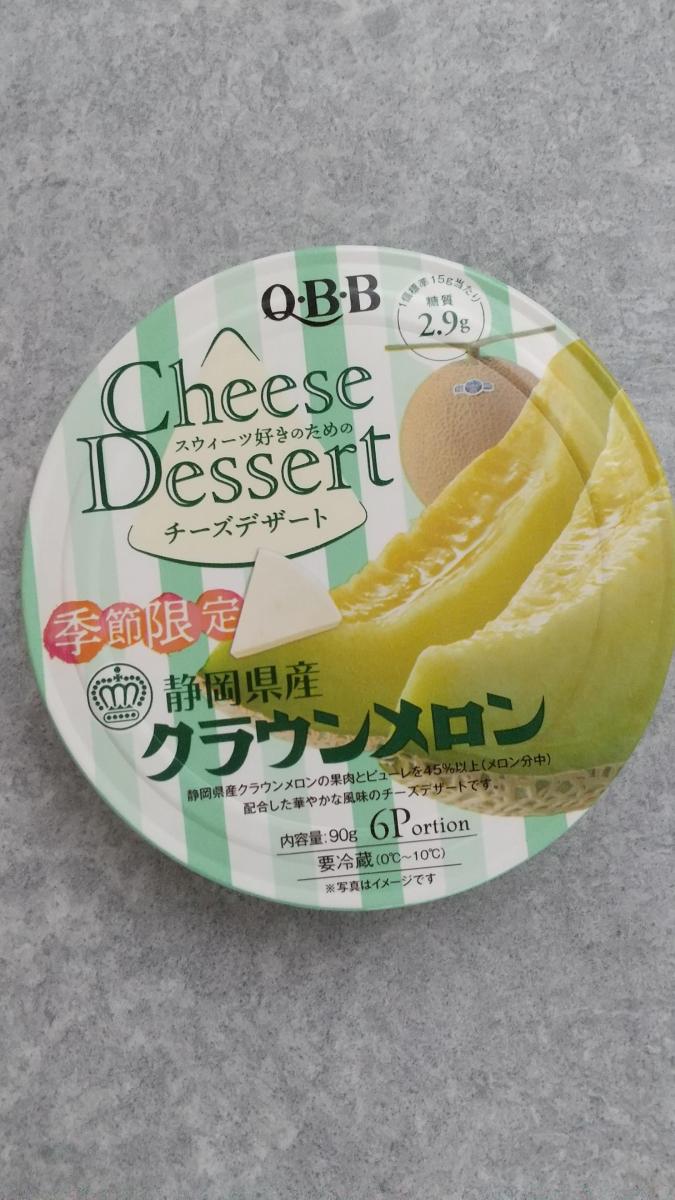 Q・B・B
1個標準15g当たり
糖質
2.9g
Cheese
スウィーツ好きのための
Dessert
チーズデザート
季節限定
静岡県産
クラウンメロン
静岡県産クラウンメロンの果肉とピューレを45%以上(メロン分中)
配合した華やかな風味のチーズデザートです。
内容量:90g 6Portion
要冷蔵(0℃~10℃)
※写真はイメージです